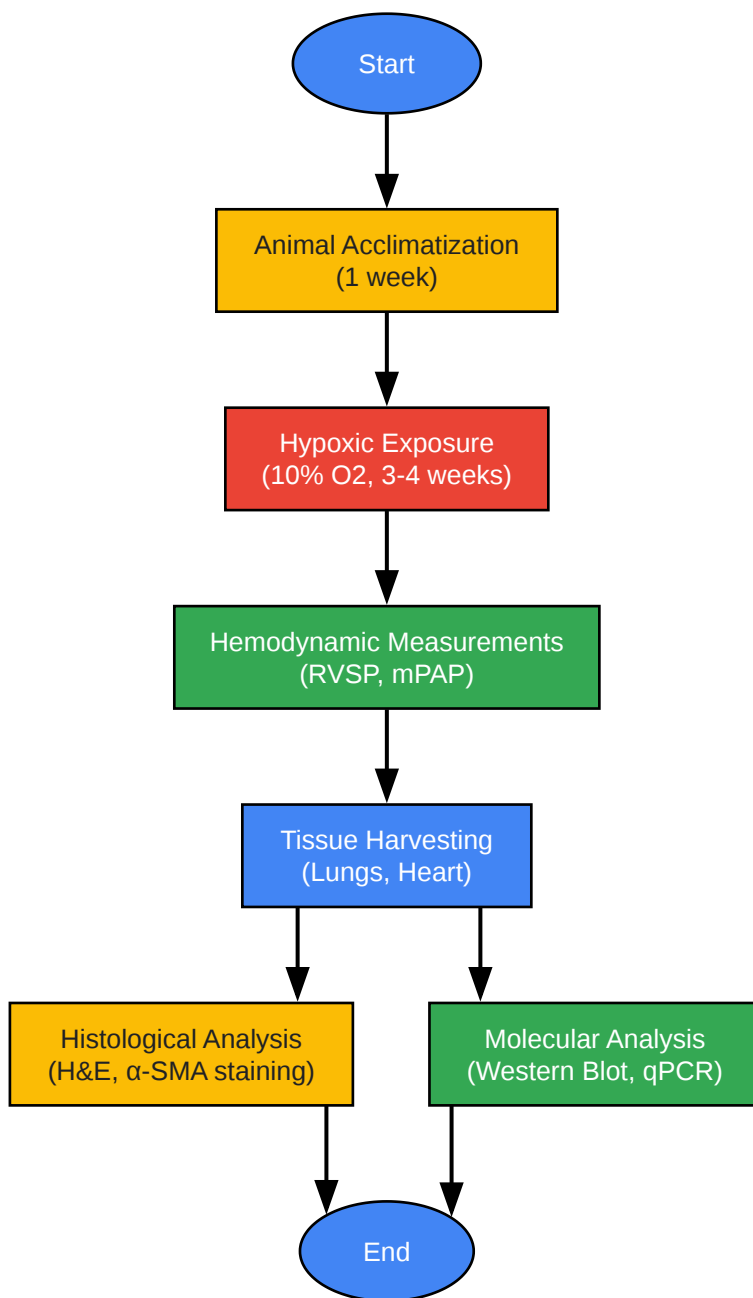 Start
Animal Acclimatization
(1 week)
Hypoxic Exposure
(10% O2, 3-4 weeks)
Hemodynamic Measurements
(RVSP, mPAP)
Tissue Harvesting
(Lungs, Heart)
Histological Analysis
(H&E, α-SMA staining)
Molecular Analysis
(Western Blot, qPCR)
End